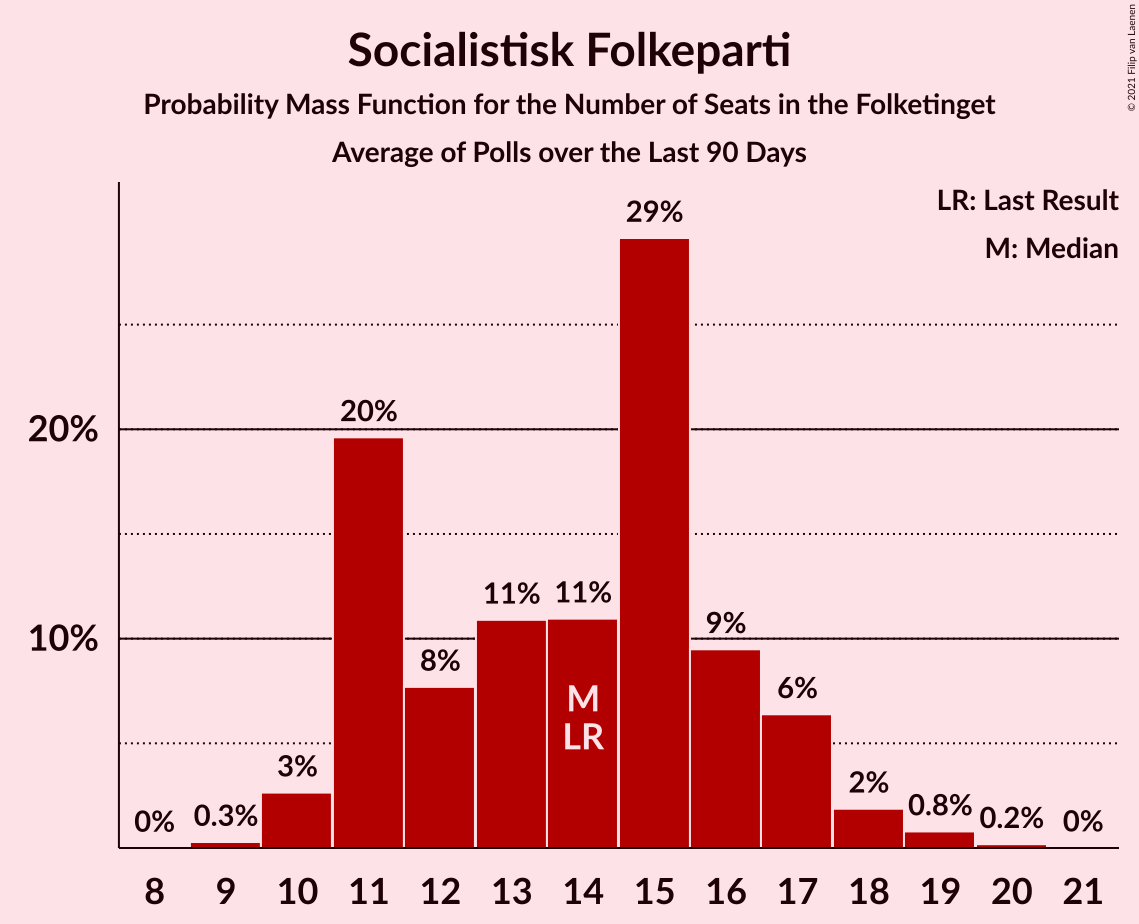 Socialistisk Folkeparti
Probability Mass Function for the Number of Seats in the Folketinget
Average of Polls over the Last 90 Days
© 2021 Filip van Laenen
LR: Last Result
M: Median
29%
20%
20%
11%
11%
10%
9%
8%
6%
M
LR
3%
2%
0%
0.3%
0.8%
0.2%
0%
8 9 10 11 12 13 14 15 16 17 18 19 20 21